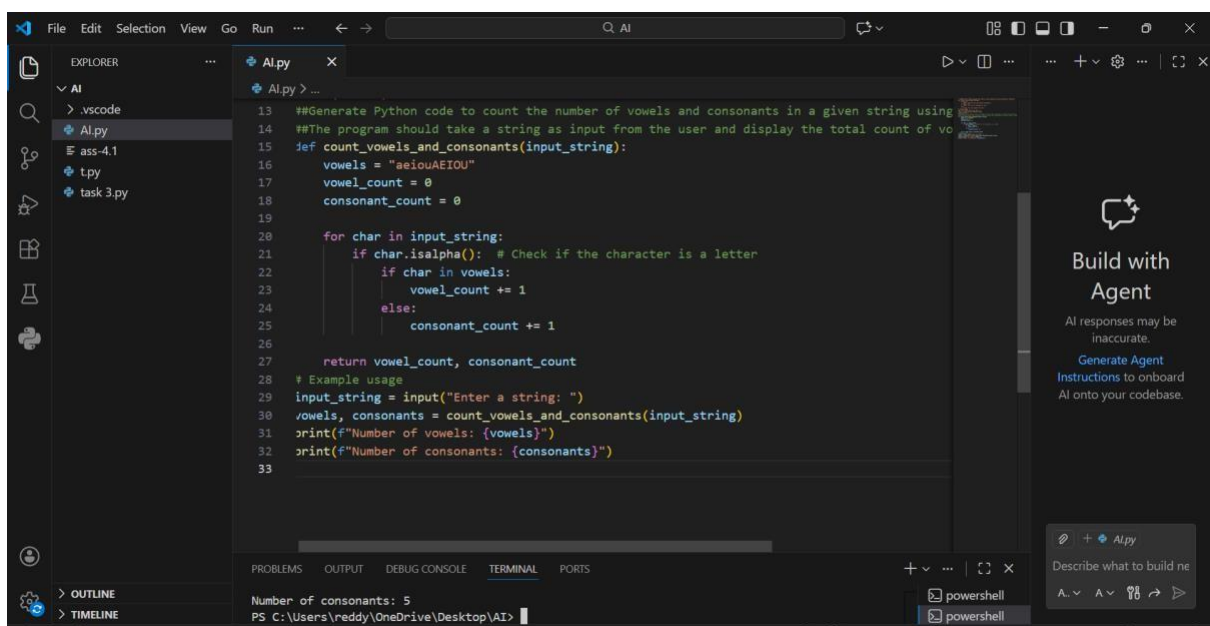 File Edit Selection View Go Run ··· ← → AI
EXPLORER ···
AI
.vscode
AI.py
ass-4.1
t.py
task 3.py
OUTLINE
TIMELINE
AI.py ×
AI.py > ...
13 ##Generate Python code to count the number of vowels and consonants in a given string using
14 ##The program should take a string as input from the user and display the total count of vo
15 def count_vowels_and_consonants(input_string):
16 vowels = "aeiouAEIOU"
17 vowel_count = 0
18 consonant_count = 0
19
20 for char in input_string:
21 if char.isalpha():  # Check if the character is a letter
22 if char in vowels:
23 vowel_count += 1
24 else:
25 consonant_count += 1
26
27 return vowel_count, consonant_count
28 # Example usage
29 input_string = input("Enter a string: ")
30 vowels, consonants = count_vowels_and_consonants(input_string)
31 print(f"Number of vowels: {vowels}")
32 print(f"Number of consonants: {consonants}")
33
PROBLEMS OUTPUT DEBUG CONSOLE TERMINAL PORTS
Number of consonants: 5
PS C:\Users\reddy\OneDrive\Desktop\AI>
powershell
powershell
Build with
Agent
AI responses may be
inaccurate.
Generate Agent
Instructions to onboard
AI onto your codebase.
AI.py
Describe what to build ne
A.. A